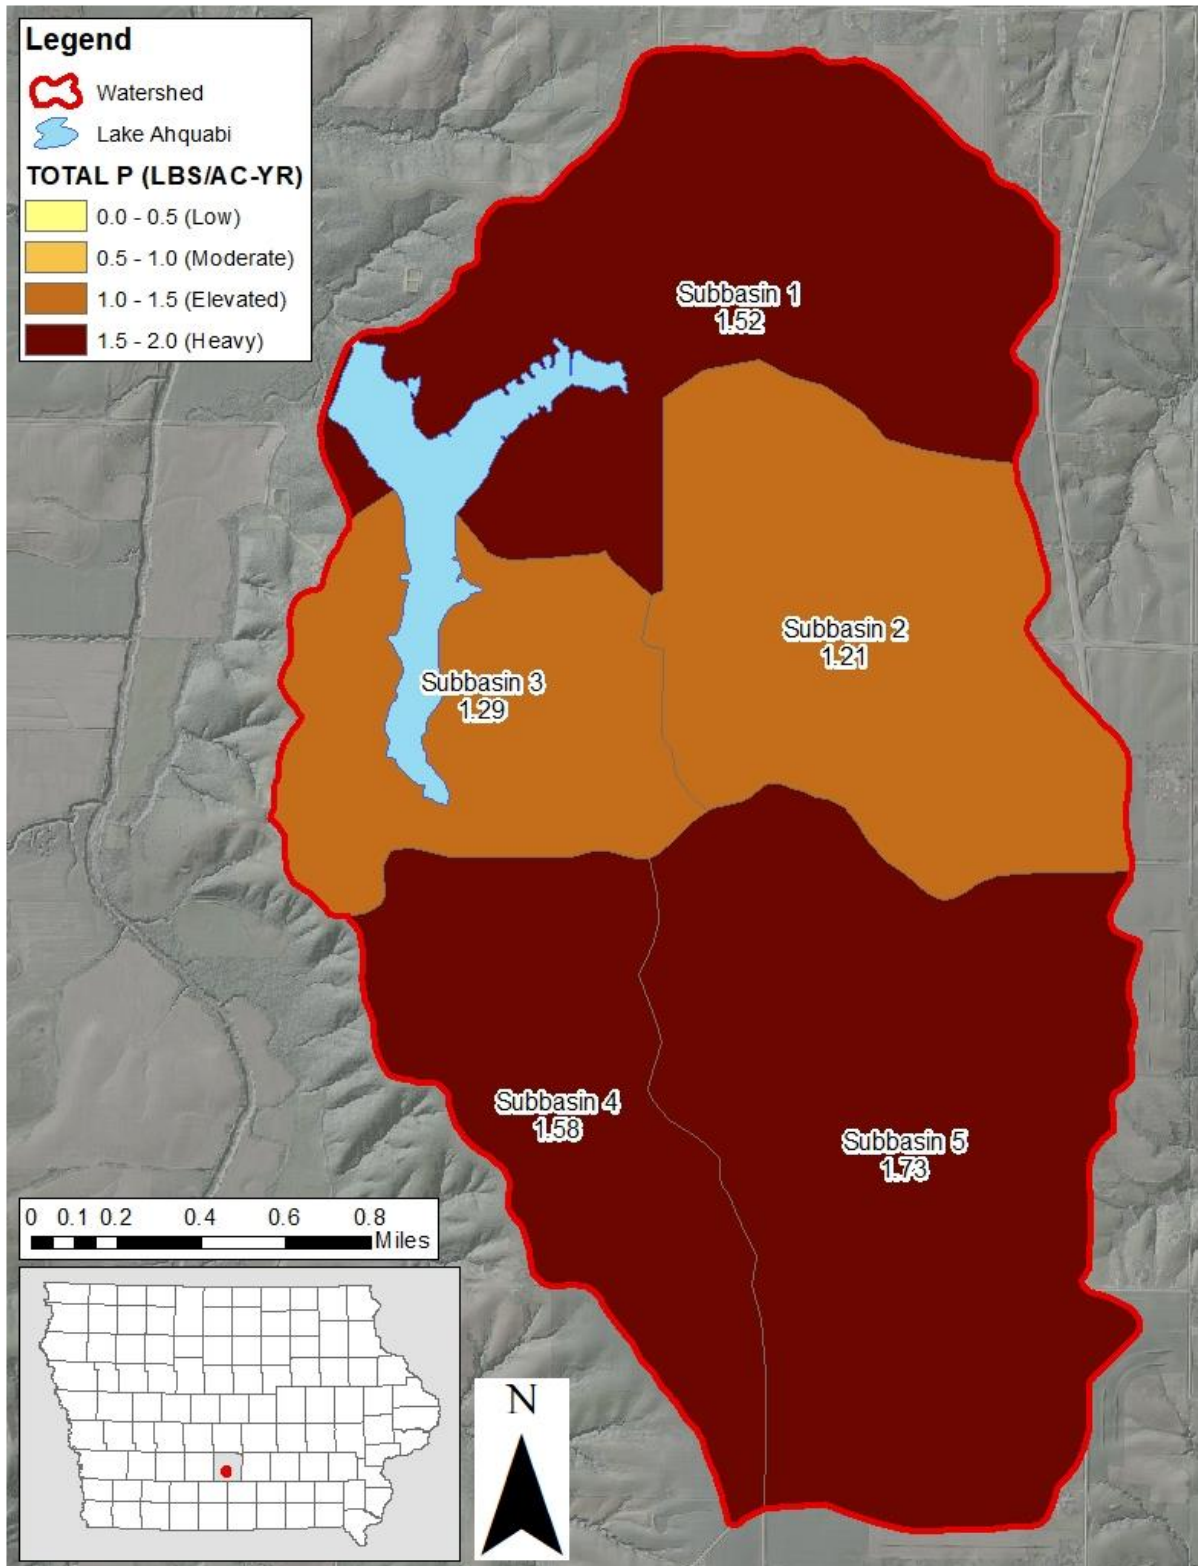 Legend
Watershed
Lake Ahquabi
TOTAL P (LBS/AC-YR)
0.0 - 0.5 (Low)
0.5 - 1.0 (Moderate)
1.0 - 1.5 (Elevated)
1.5 - 2.0 (Heavy)
Subbasin 1
1.52
Subbasin 2
1.21
Subbasin 3
1.29
Subbasin 4
1.58
Subbasin 5
1.73
0 0.1 0.2 0.4 0.6 0.8
Miles
N